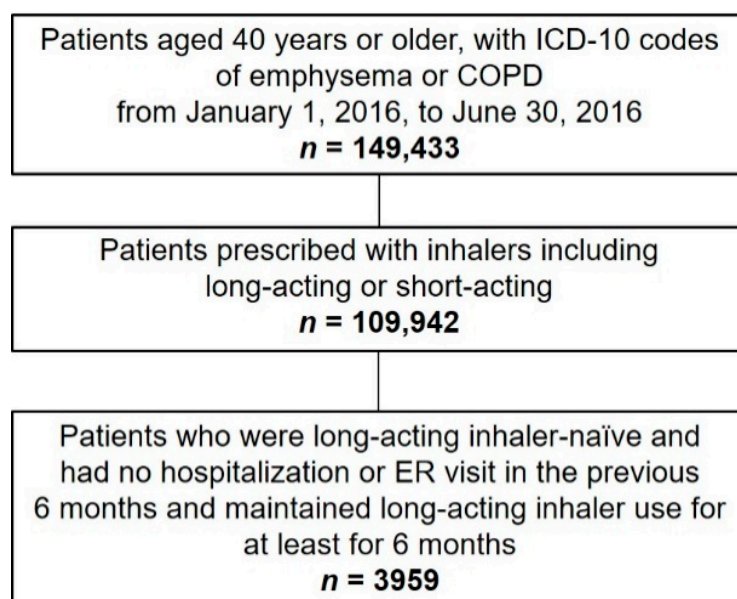 Patients aged 40 years or older, with ICD-10 codes
of emphysema or COPD
from January 1, 2016, to June 30, 2016
n = 149,433
Patients prescribed with inhalers including
long-acting or short-acting
n = 109,942
Patients who were long-acting inhaler-naïve and
had no hospitalization or ER visit in the previous
6 months and maintained long-acting inhaler use for
at least for 6 months
n = 3959